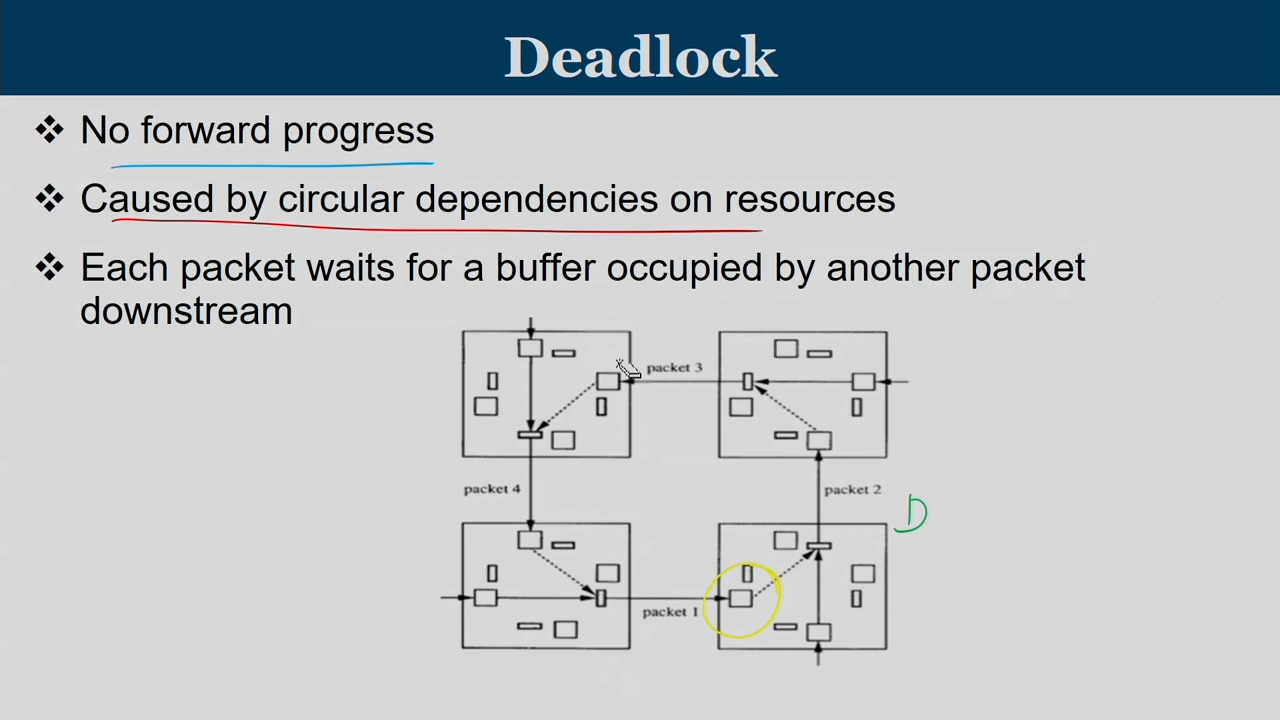 Deadlock
❖ No forward progress
❖ Caused by circular dependencies on resources
❖ Each packet waits for a buffer occupied by another packet
downstream
packet 3
packet 4
packet 2
D
packet 1